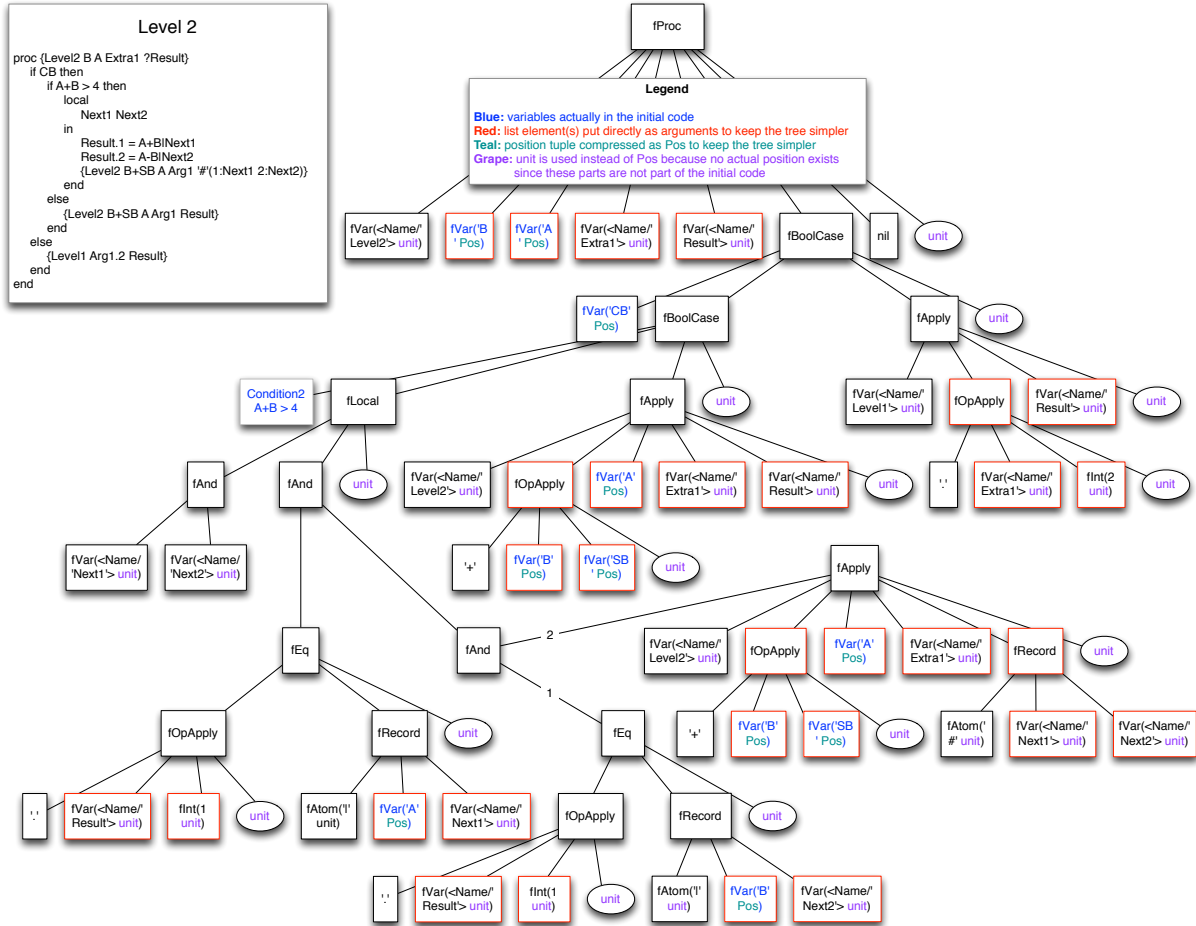 Level 2
proc {Level2 B A Extra1 ?Result}
if CB then
if A+B > 4 then
local
Next1 Next2
in
Result.1 = A+B|Next1
Result.2 = A-B|Next2
{Level2 B+SB A Arg1 '#'(1:Next1 2:Next2)}
end
else
{Level2 B+SB A Arg1 Result}
end
else
{Level1 Arg1.2 Result}
end
end
fProc
Legend
Blue: variables actually in the initial code
Red: list element(s) put directly as arguments to keep the tree simpler
Teal: position tuple compressed as Pos to keep the tree simpler
Grape: unit is used instead of Pos because no actual position exists
since these parts are not part of the initial code
fVar(<Name/'
Level2'> unit)
fVar('B
' Pos)
fVar('A
' Pos)
fVar(<Name/'
Extra1'> unit)
fVar(<Name/'
Result'> unit)
fBoolCase
nil
unit
fVar('CB'
Pos)
fBoolCase
fApply
unit
Condition2
A+B > 4
fLocal
fApply
unit
fVar(<Name/'
Level1'> unit)
fOpApply
fVar(<Name/'
Result'> unit)
unit
fAnd
fAnd
unit
fVar(<Name/'
Level2'> unit)
fOpApply
fVar('A'
Pos)
fVar(<Name/'
Extra1'> unit)
fVar(<Name/'
Result'> unit)
unit
'.'
fVar(<Name/'
Extra1'> unit)
fInt(2
unit)
unit
fVar(<Name/
'Next1'> unit)
fVar(<Name/
'Next2'> unit)
'+'
fVar('B'
Pos)
fVar('SB
' Pos)
unit
fApply
fEq
fAnd
2
fVar(<Name/'
Level2'> unit)
fOpApply
fVar('A'
Pos)
fVar(<Name/'
Extra1'> unit)
fRecord
unit
1
fOpApply
fRecord
unit
fEq
'+'
fVar('B'
Pos)
fVar('SB
' Pos)
unit
fAtom('
#' unit)
fVar(<Name/'
Next1'> unit)
fVar(<Name/'
Next2'> unit)
'.'
fVar(<Name/'
Result'> unit)
fInt(1
unit)
unit
fAtom('|'
unit)
fVar('A'
Pos)
fVar(<Name/'
Next1'> unit)
fOpApply
fRecord
unit
'.'
fVar(<Name/'
Result'> unit)
fInt(1
unit)
unit
fAtom('|'
unit)
fVar('B'
Pos)
fVar(<Name/'
Next2'> unit)